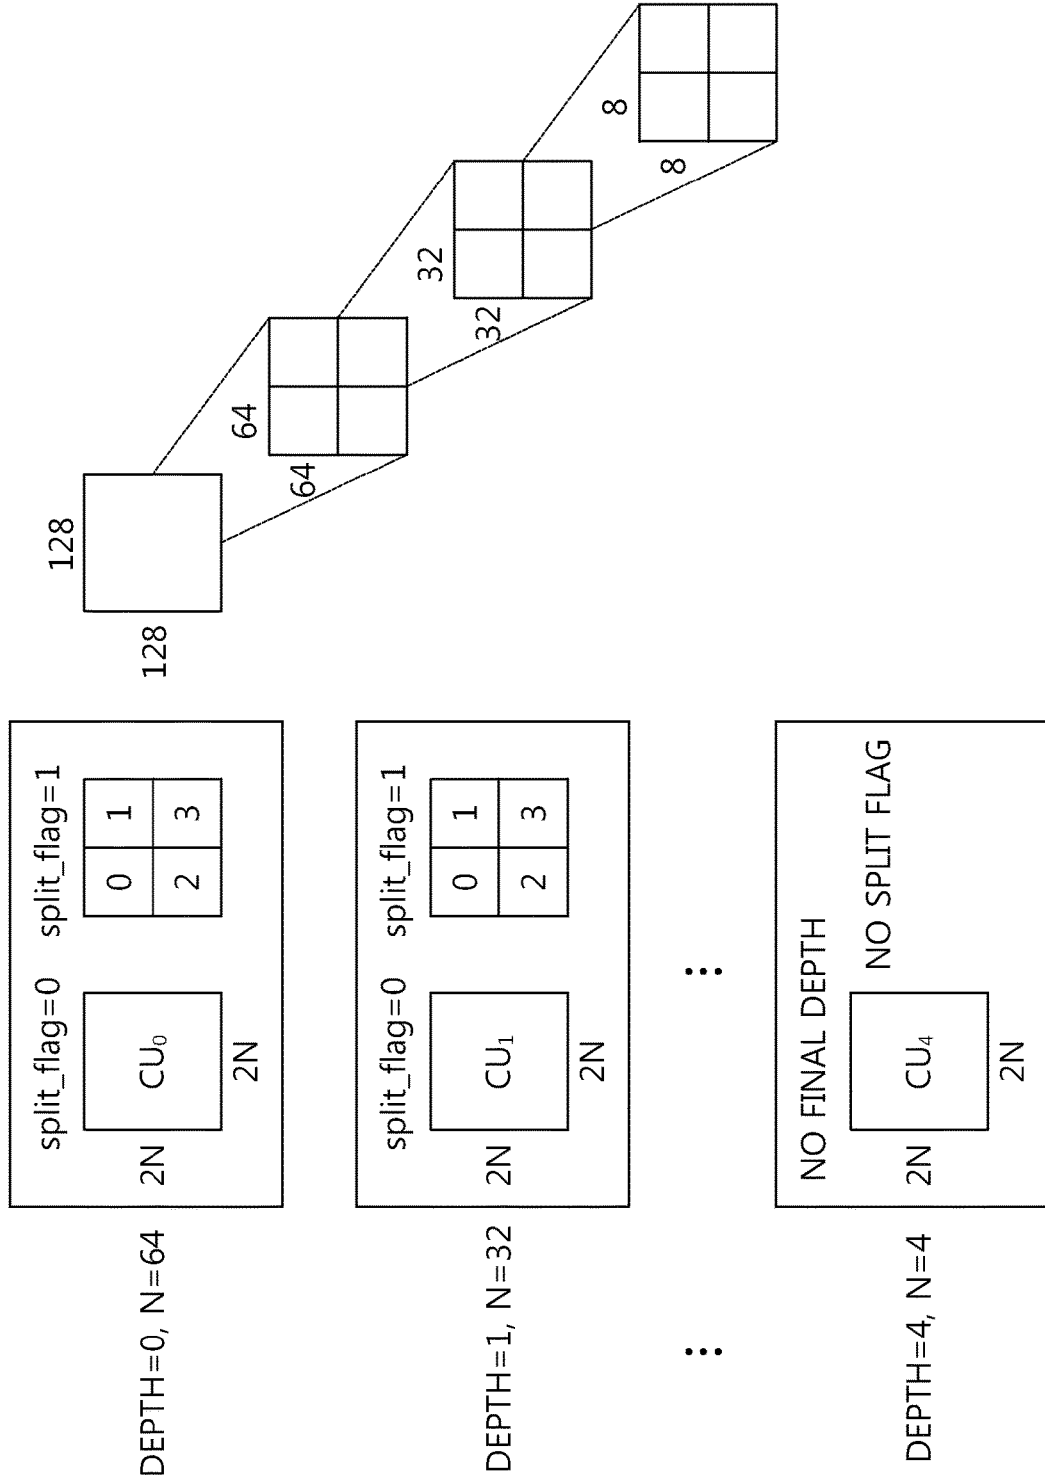 DEPTH=0, N=64
split_flag=0
split_flag=1
2N
CU₀
2N
0
1
2
3
128
128
DEPTH=1, N=32
split_flag=0
split_flag=1
2N
CU₁
2N
0
1
2
3
64
64
32
32
⋮
⋮
DEPTH=4, N=4
NO FINAL DEPTH
2N
CU₄
2N
NO SPLIT FLAG
8
8